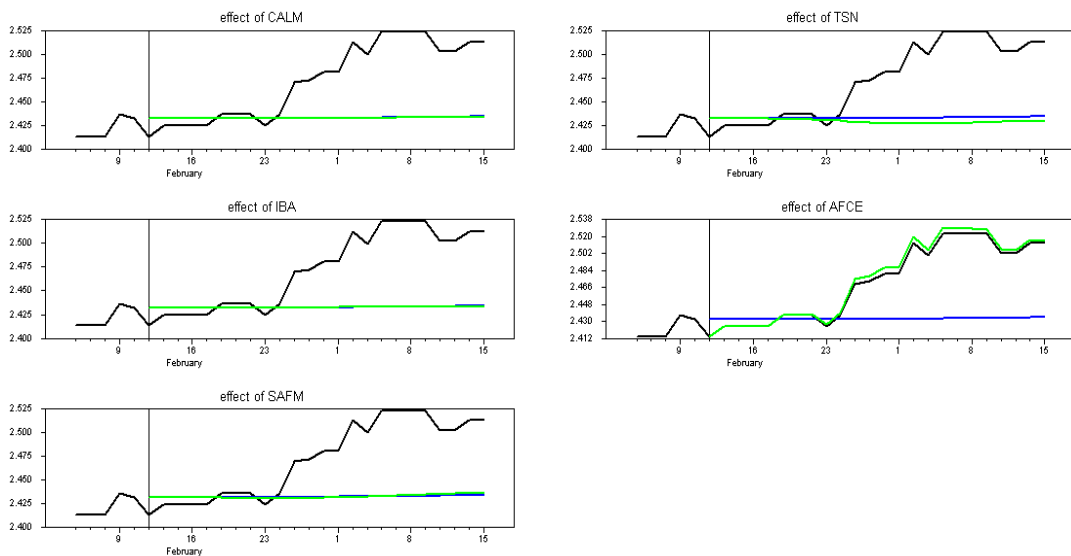 effect of CALM
2.525
2.500
2.475
2.450
2.425
2.400
9 16 23 1 8 15
February
effect of TSN
2.525
2.500
2.475
2.450
2.425
2.400
9 16 23 1 8 15
February
effect of IBA
2.525
2.500
2.475
2.450
2.425
2.400
9 16 23 1 8 15
February
effect of AFCE
2.538
2.520
2.502
2.484
2.466
2.448
2.430
2.412
9 16 23 1 8 15
February
effect of SAFM
2.525
2.500
2.475
2.450
2.425
2.400
9 16 23 1 8 15
February